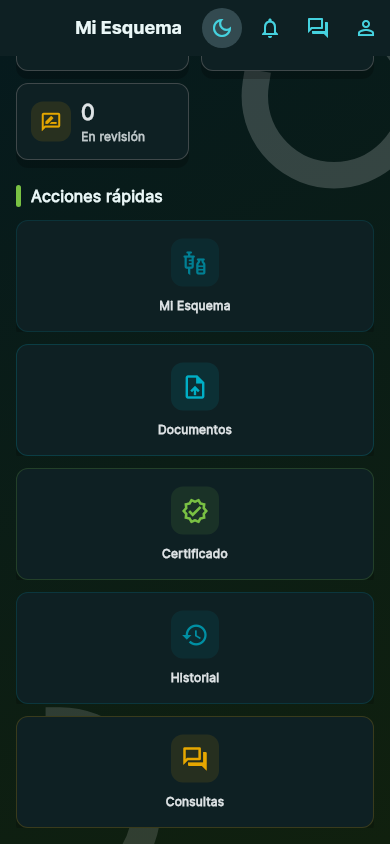 Mi Esquema
0
En revisión
Acciones rápidas
Mi Esquema
Documentos
Certificado
Historial
Consultas